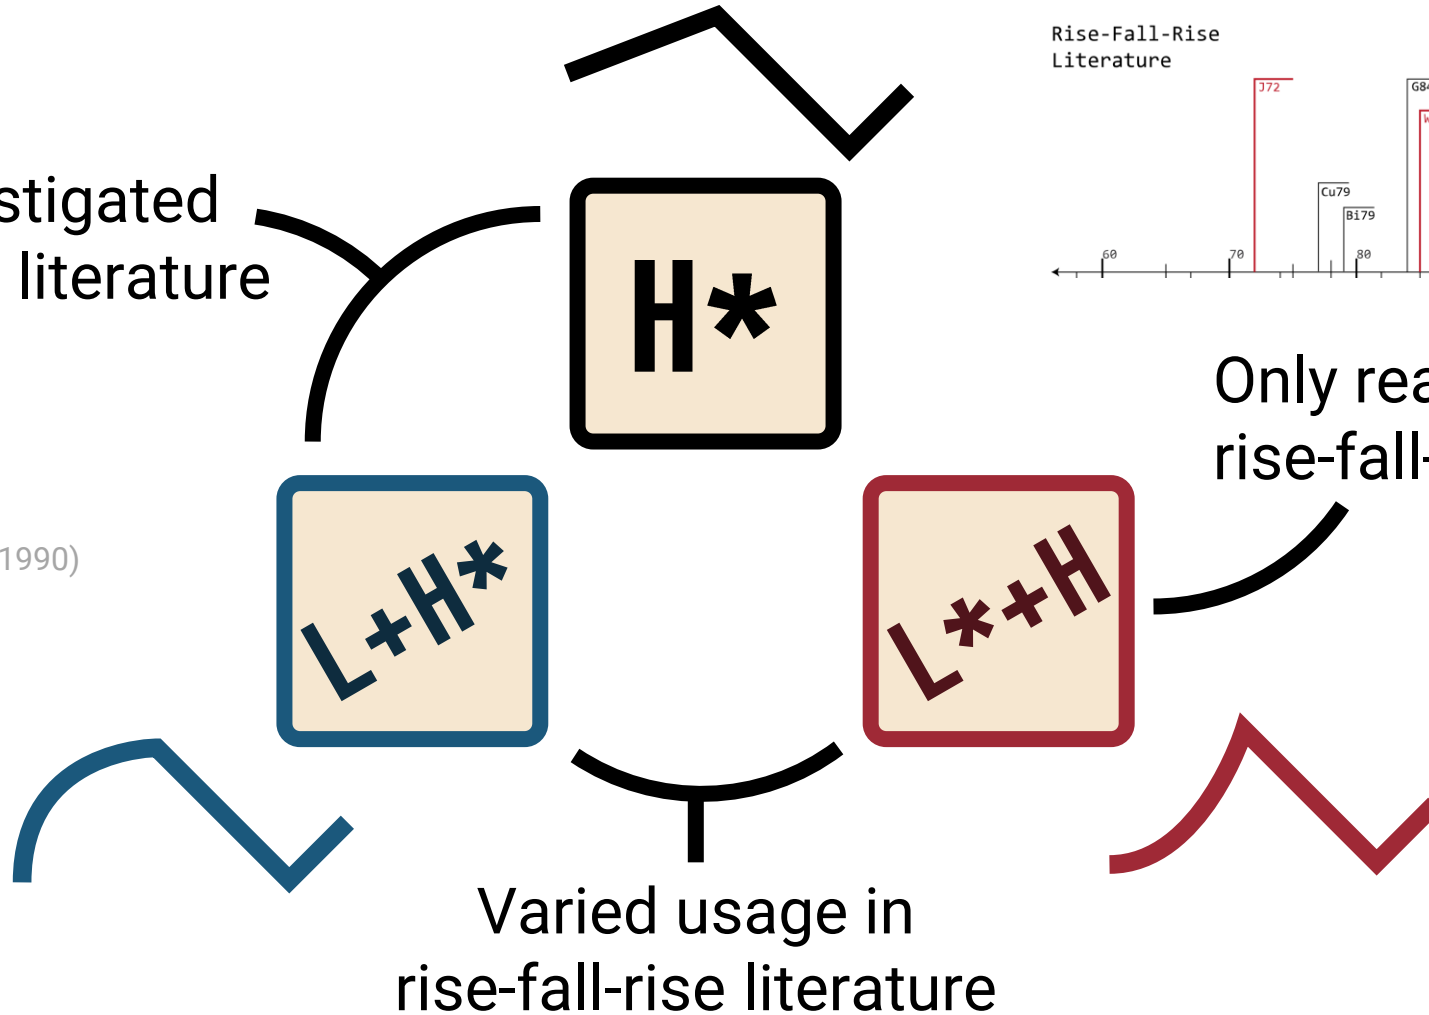 Rise-Fall-Rise
Literature
J72
G84
Cu79
Bi79
60
70
80
stigated
literature
H*
Only rea
rise-fall-
1990)
L+H*
L*+H
Varied usage in
rise-fall-rise literature